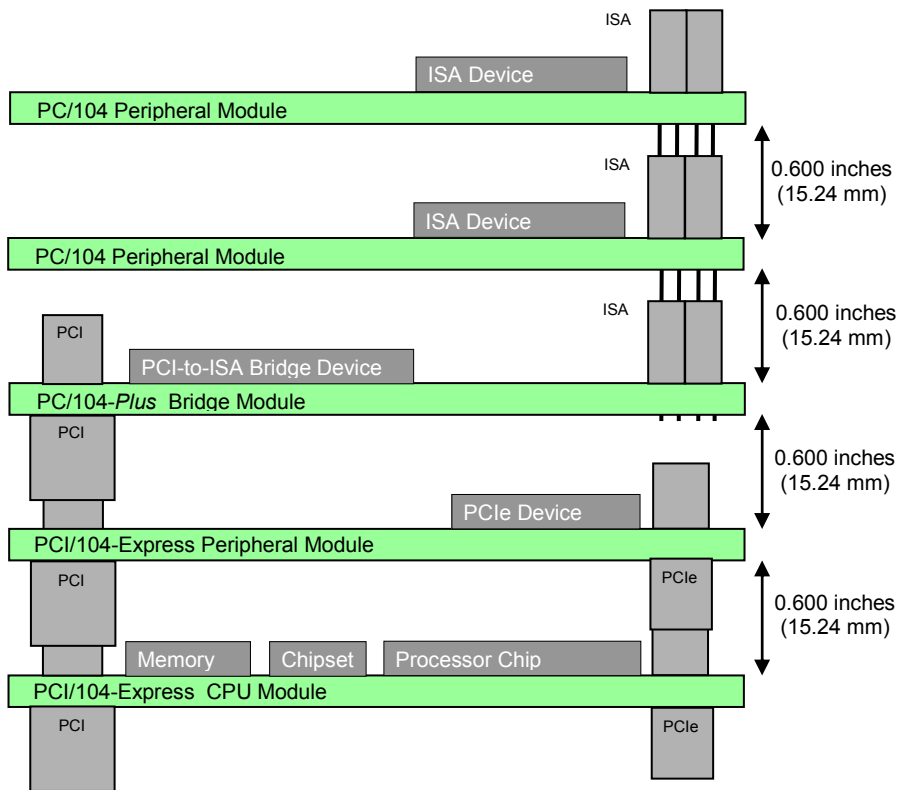 ISA
ISA Device
PC/104 Peripheral Module
0.600 inches
(15.24 mm)
ISA
ISA Device
PC/104 Peripheral Module
0.600 inches
(15.24 mm)
ISA
PCI
PCI-to-ISA Bridge Device
PC/104-Plus Bridge Module
PCI
0.600 inches
(15.24 mm)
PCIe Device
PCI/104-Express Peripheral Module
PCI
PCIe
0.600 inches
(15.24 mm)
Memory
Chipset
Processor Chip
PCI/104-Express CPU Module
PCI
PCIe